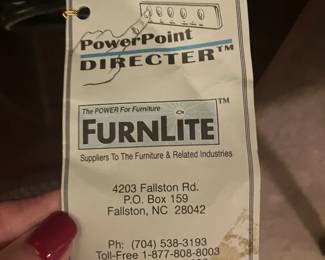 PowerPoint
DIRECTER™
The POWER For Furniture
FURNLITE™
Suppliers To The Furniture & Related Industries
4203 Fallston Rd.
P.O. Box 159
Fallston, NC 28042
Ph: (704) 538-3193
Toll-Free 1-877-808-8003